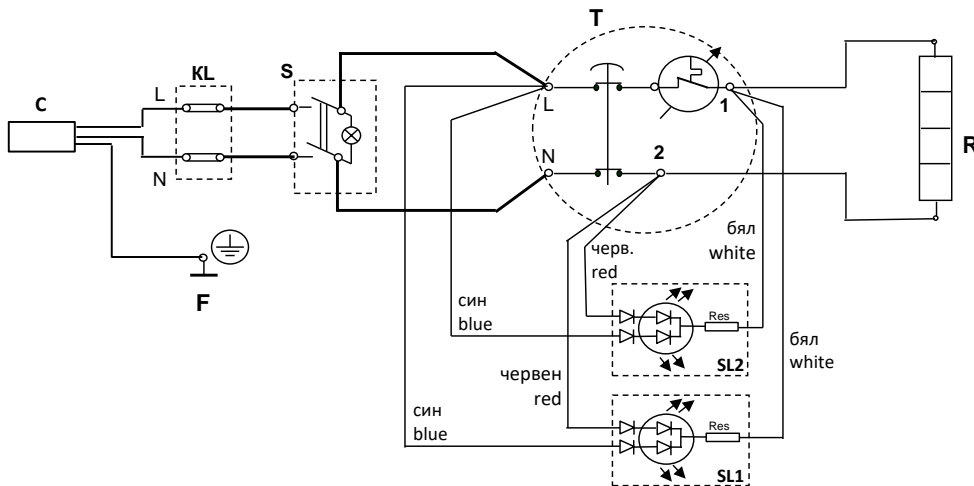 T
C
KL
S
L
N
F
L
N
1
2
R
черв.
red
бял
white
син
blue
Res
SL2
бял
white
червен
red
син
blue
Res
SL1